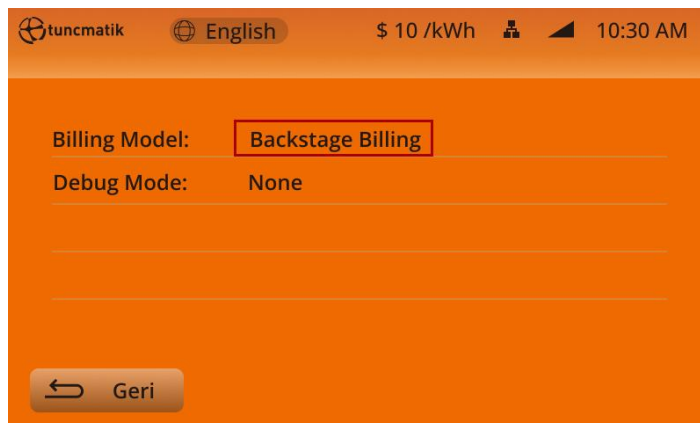 tuncmatik English $ 10 /kWh 10:30 AM
Billing Model: Backstage Billing
Debug Mode: None
Geri